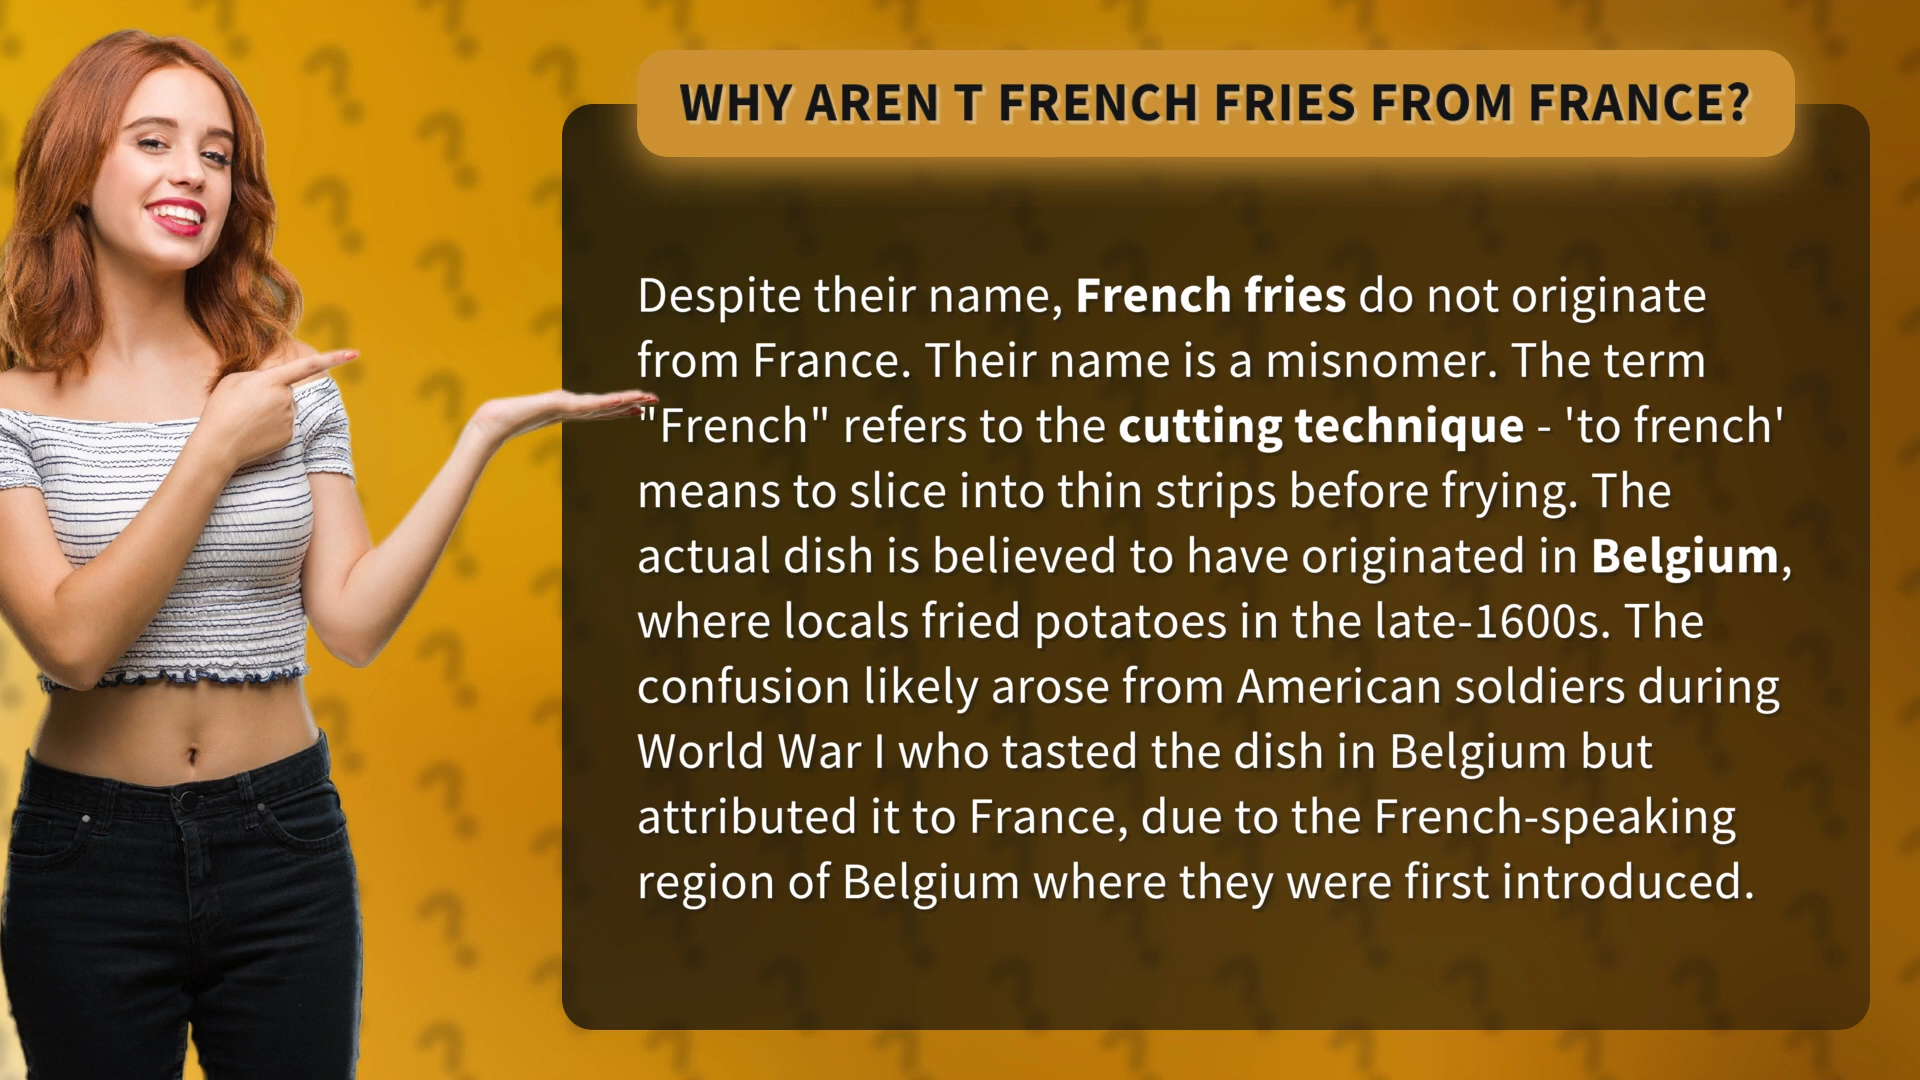 WHY AREN T FRENCH FRIES FROM FRANCE?
Despite their name, French fries do not originate
from France. Their name is a misnomer. The term
"French" refers to the cutting technique - 'to french'
means to slice into thin strips before frying. The
actual dish is believed to have originated in Belgium,
where locals fried potatoes in the late-1600s. The
confusion likely arose from American soldiers during
World War I who tasted the dish in Belgium but
attributed it to France, due to the French-speaking
region of Belgium where they were first introduced.